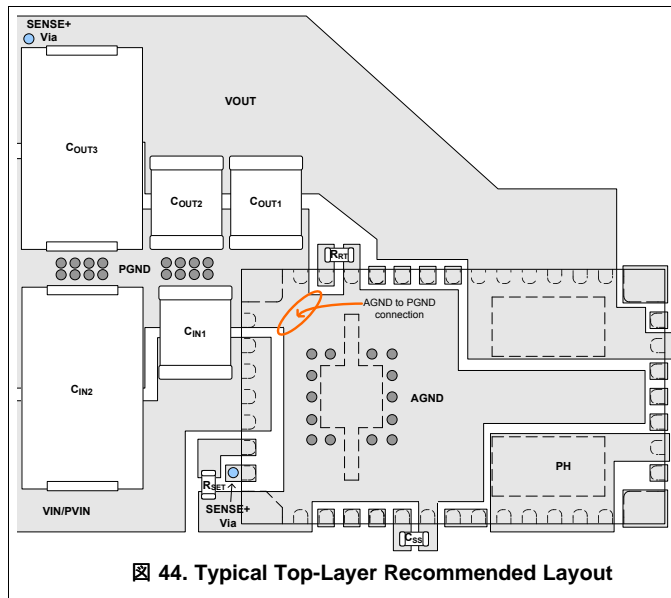 SENSE+
Via
VOUT
COUT3
COUT2
COUT1
RRT
PGND
AGND to PGND
connection
CIN1
CIN2
AGND
PH
RSET
SENSE+
Via
VIN/PVIN
CSS
図 44. Typical Top-Layer Recommended Layout